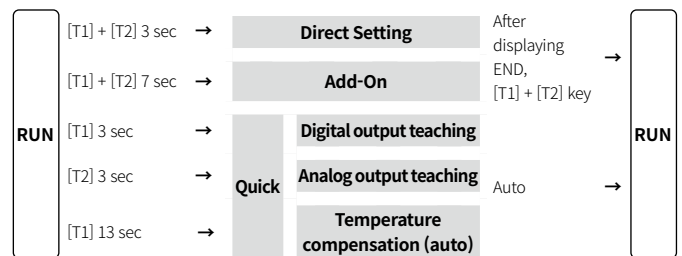 [T1] + [T2] 3 sec → Direct Setting
After
displaying
END,
[T1] + [T2] key
→
[T1] + [T2] 7 sec → Add-On
RUN
[T1] 3 sec → Digital output teaching
[T2] 3 sec → Quick Analog output teaching
Auto →
[T1] 13 sec → Temperature
compensation (auto)
RUN